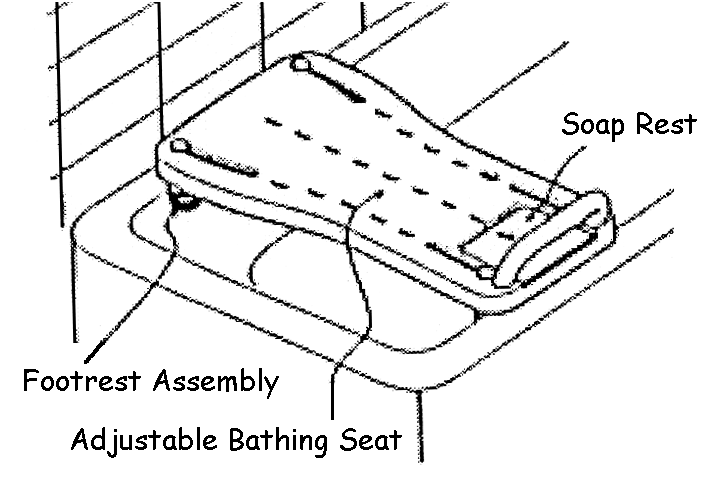 Soap Rest
Footrest Assembly
Adjustable Bathing Seat